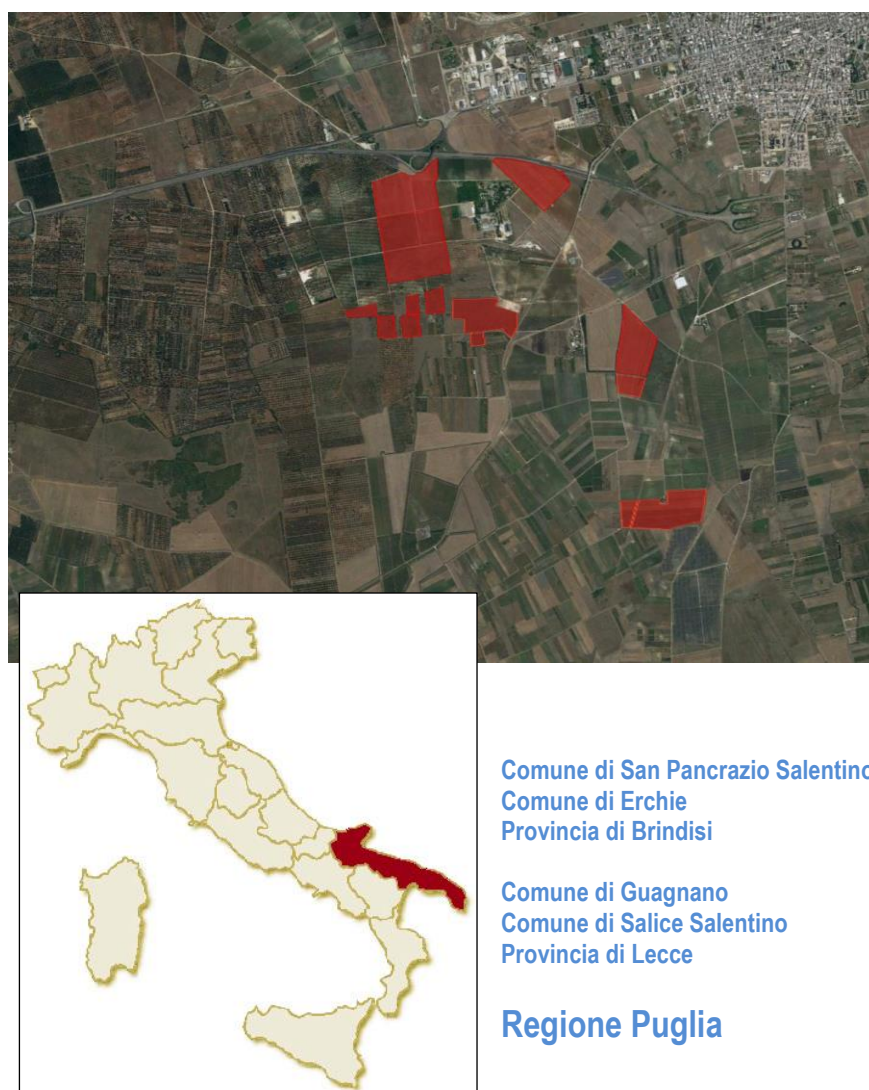 Comune di San Pancrazio Salentino
Comune di Erchie
Provincia di Brindisi
Comune di Guagnano
Comune di Salice Salentino
Provincia di Lecce
Regione Puglia